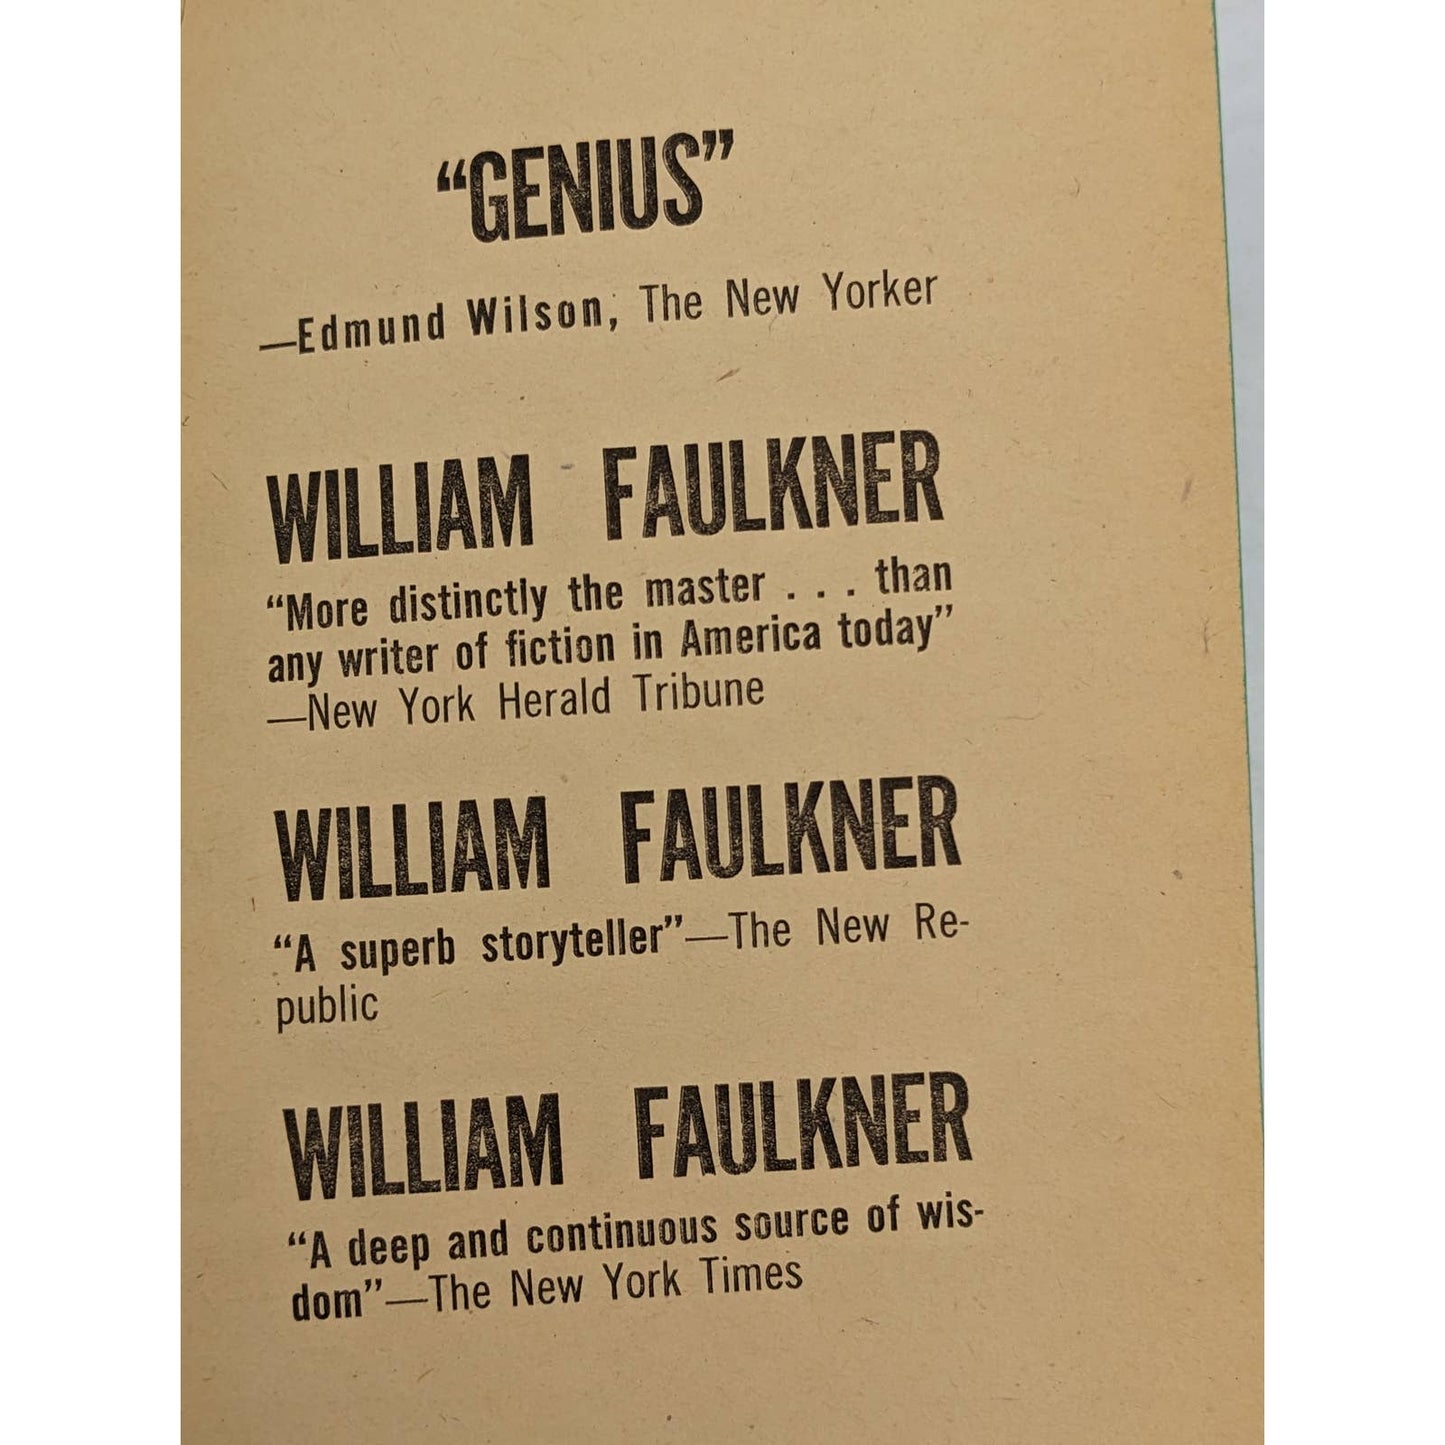 “GENIUS”
—Edmund Wilson, The New Yorker
WILLIAM FAULKNER
“More distinctly the master . . . than
any writer of fiction in America today”
—New York Herald Tribune
WILLIAM FAULKNER
“A superb storyteller”—The New Re-
public
WILLIAM FAULKNER
“A deep and continuous source of wis-
dom”—The New York Times